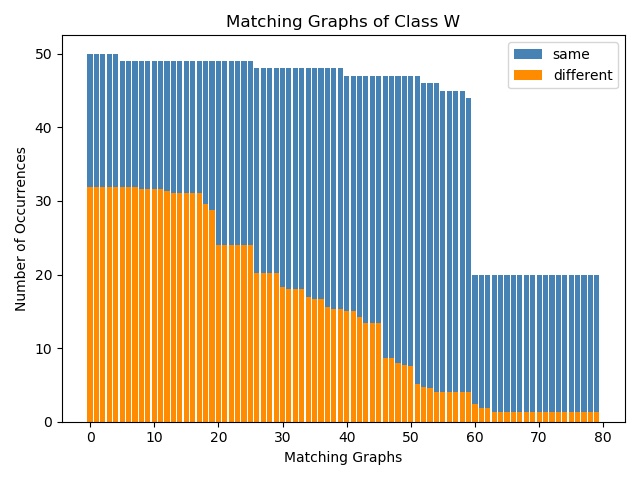 Matching Graphs of Class W
same
different
Number of Occurrences
50
40
30
20
10
0
0 10 20 30 40 50 60 70 80
Matching Graphs